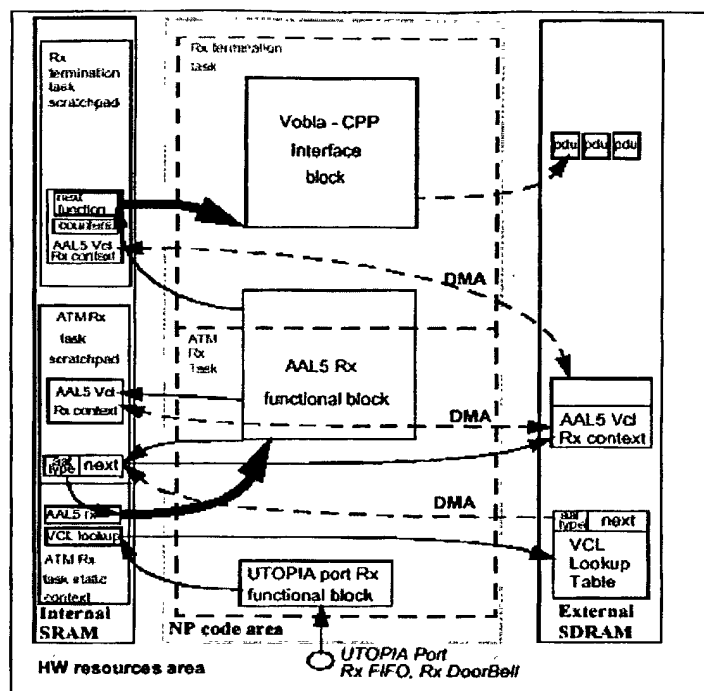 Rx
termination
task
scratchpad
next
function
counters
AAL5 Vcl
Rx context
ATM Rx
task
scratchpad
AAL5 Vcl
Rx context
aal
type
next
AAL5 rx
VCL lookup
ATM Rx
task static
context
Internal
SRAM
Rx termination
task
Vobla - CPP
Interface
block
ATM
Rx
Task
AAL5 Rx
functional block
UTOPIA port Rx
functional block
NP code area
DMA
DMA
DMA
pdu pdu pdu
AAL5 Vcl
Rx context
aal
type
next
VCL
Lookup
Table
External
SDRAM
HW resources area
UTOPIA Port
Rx FIFO, Rx DoorBell